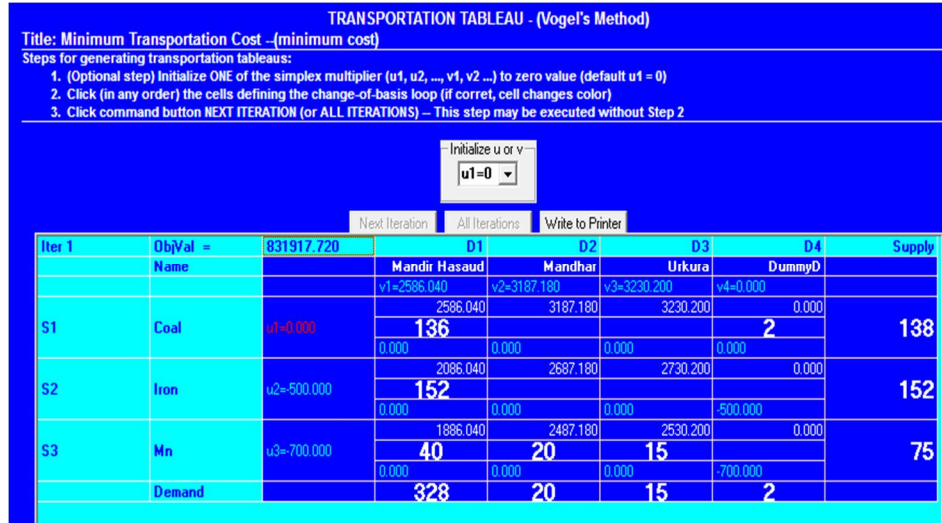 TRANSPORTATION TABLEAU - (Vogel's Method)
Title: Minimum Transportation Cost --(minimum cost)
Steps for generating transportation tableaus:
1. (Optional step) Initialize ONE of the simplex multiplier (u1, u2, ..., v1, v2 ...) to zero value (default u1 = 0)
2. Click (in any order) the cells defining the change-of-basis loop (if corret, cell changes color)
3. Click command button NEXT ITERATION (or ALL ITERATIONS) -- This step may be executed without Step 2
Initialize u or v
u1=0
Next Iteration All Iterations Write to Printer
Iter 1 ObjVal = 831917.720 D1 D2 D3 D4 Supply
Name Mandir Hasaud Mandhar Urkura DummyD
v1=2586.040 v2=3187.180 v3=3230.200 v4=0.000
2586.040 3187.180 3230.200 0.000
S1 Coal u1=0.000 136 2 138
0.000 0.000 0.000 0.000
2086.040 2687.180 2730.200 0.000
S2 Iron u2=-500.000 152 152
0.000 0.000 0.000 -500.000
1886.040 2487.180 2530.200 0.000
S3 Mn u3=-700.000 40 20 15 75
0.000 0.000 0.000 -700.000
Demand 328 20 15 2